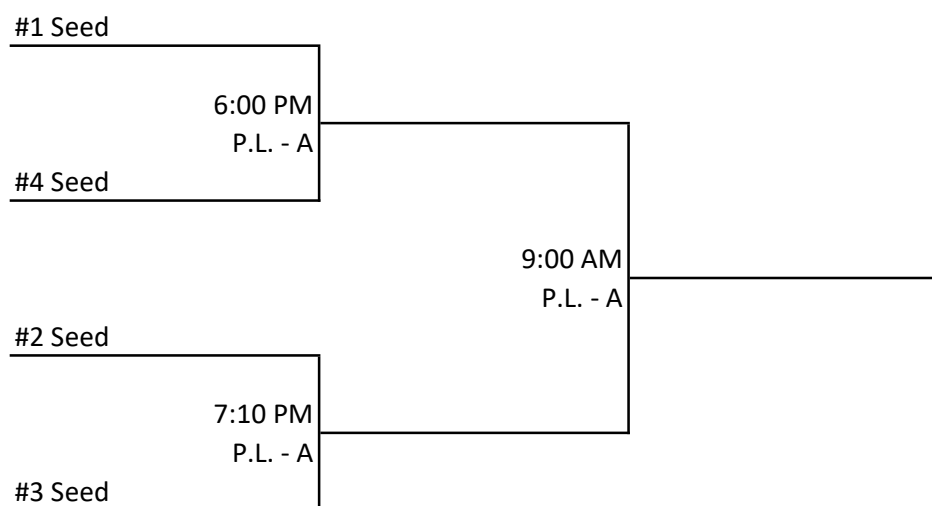 #1 Seed
6:00 PM
P.L. - A
#4 Seed
9:00 AM
P.L. - A
#2 Seed
7:10 PM
P.L. - A
#3 Seed